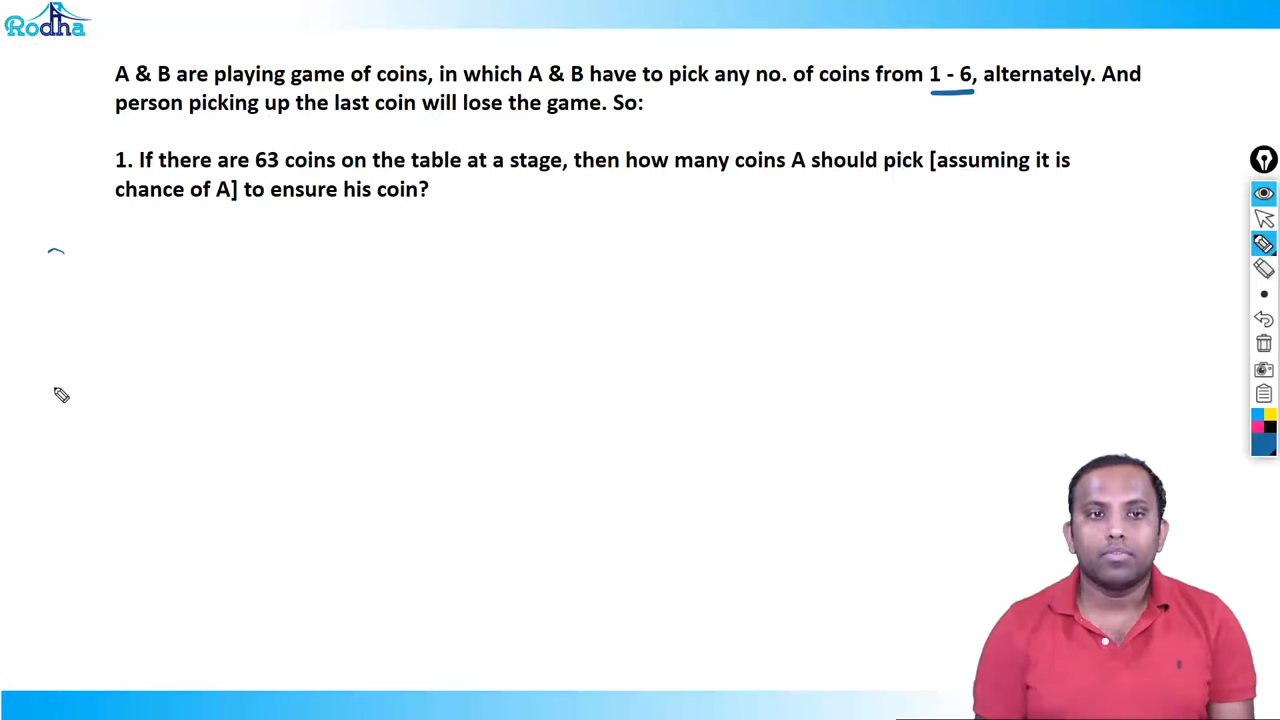 Rodha
A & B are playing game of coins, in which A & B have to pick any no. of coins from 1 - 6, alternately. And
person picking up the last coin will lose the game. So:
1. If there are 63 coins on the table at a stage, then how many coins A should pick [assuming it is
chance of A] to ensure his coin?